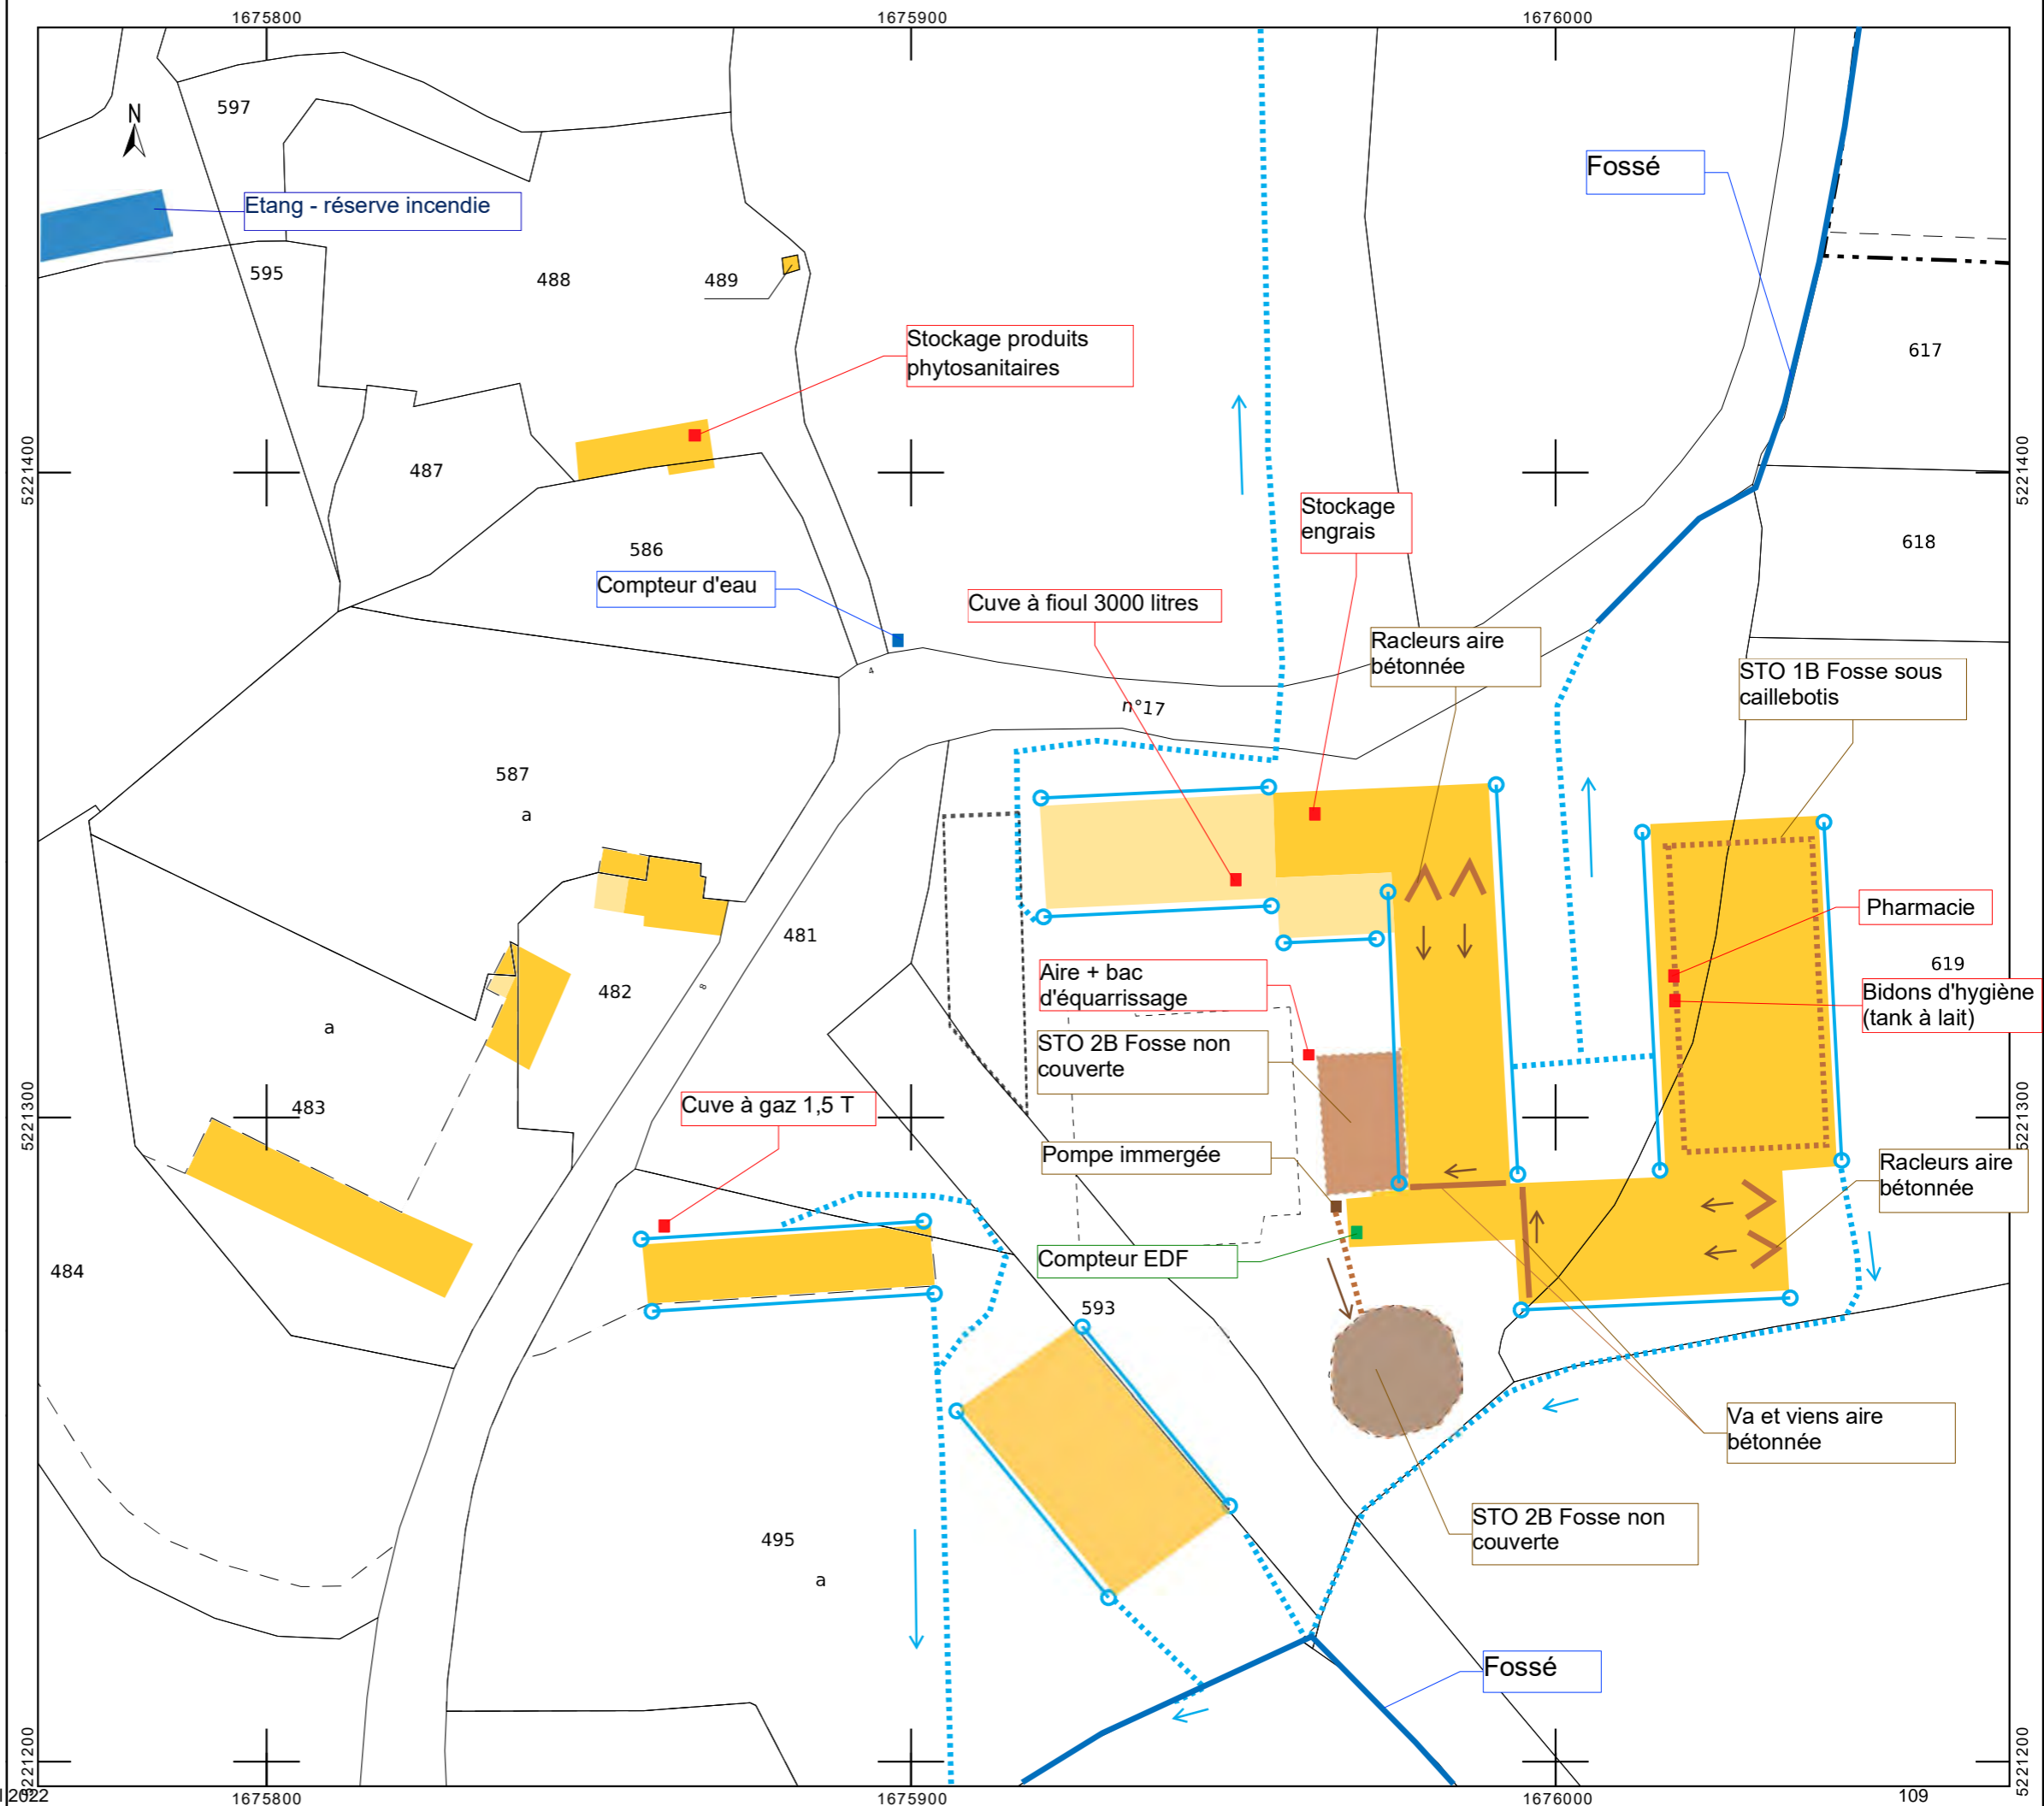 1675800
1675900
1676000
597
N
Fossé
Etang - réserve incendie
595
488
489
617
Stockage produits
phytosanitaires
5221400
5221400
487
Stockage
engrais
586
618
Compteur d'eau
Cuve à fioul 3000 litres
Racleurs aire
bétonnée
STO 1B Fosse sous
caillebotis
4
n°17
587
a
Pharmacie
481
619
Aire + bac
d'équarrissage
482
8
Bidons d'hygiène
(tank à lait)
a
STO 2B Fosse non
couverte
5221300
5221300
483
Cuve à gaz 1,5 T
Pompe immergée
Racleurs aire
bétonnée
484
Compteur EDF
593
Va et viens aire
bétonnée
STO 2B Fosse non
couverte
495
a
Fossé
5221200
5221200
2022
109
1675800
1675900
1676000